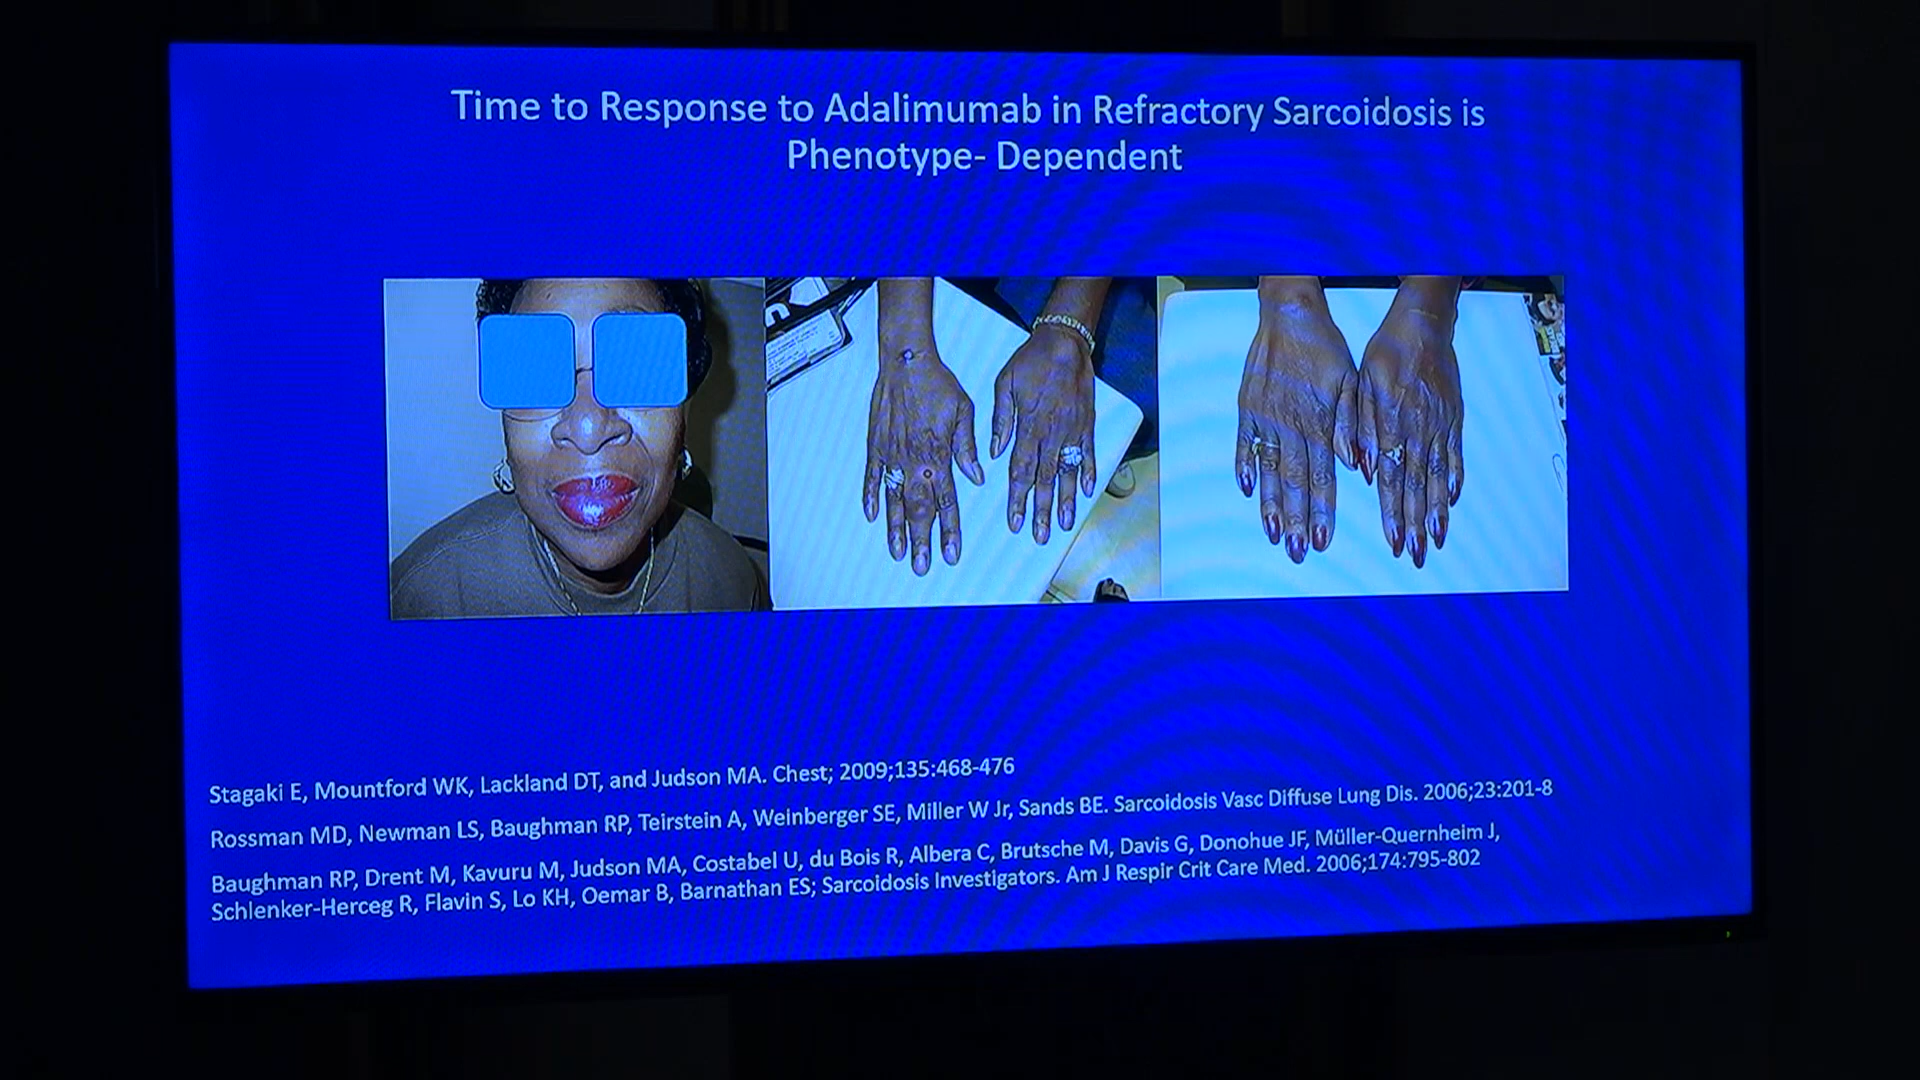 Time to Response to Adalimumab in Refractory Sarcoidosis is
Phenotype- Dependent
Stagaki E, Mountford WK, Lackland DT, and Judson MA. Chest; 2009;135:468-476
Rossman MD, Newman LS, Baughman RP, Teirstein A, Weinberger SE, Miller W Jr, Sands BE. Sarcoidosis Vasc Diffuse Lung Dis. 2006;23:201-8
Baughman RP, Drent M, Kavuru M, Judson MA, Costabel U, du Bois R, Albera C, Brutsche M, Davis G, Donohue JF, Müller-Quernheim J,
Schlenker-Herceg R, Flavin S, Lo KH, Oemar B, Barnathan ES; Sarcoidosis Investigators. Am J Respir Crit Care Med. 2006;174:795-802